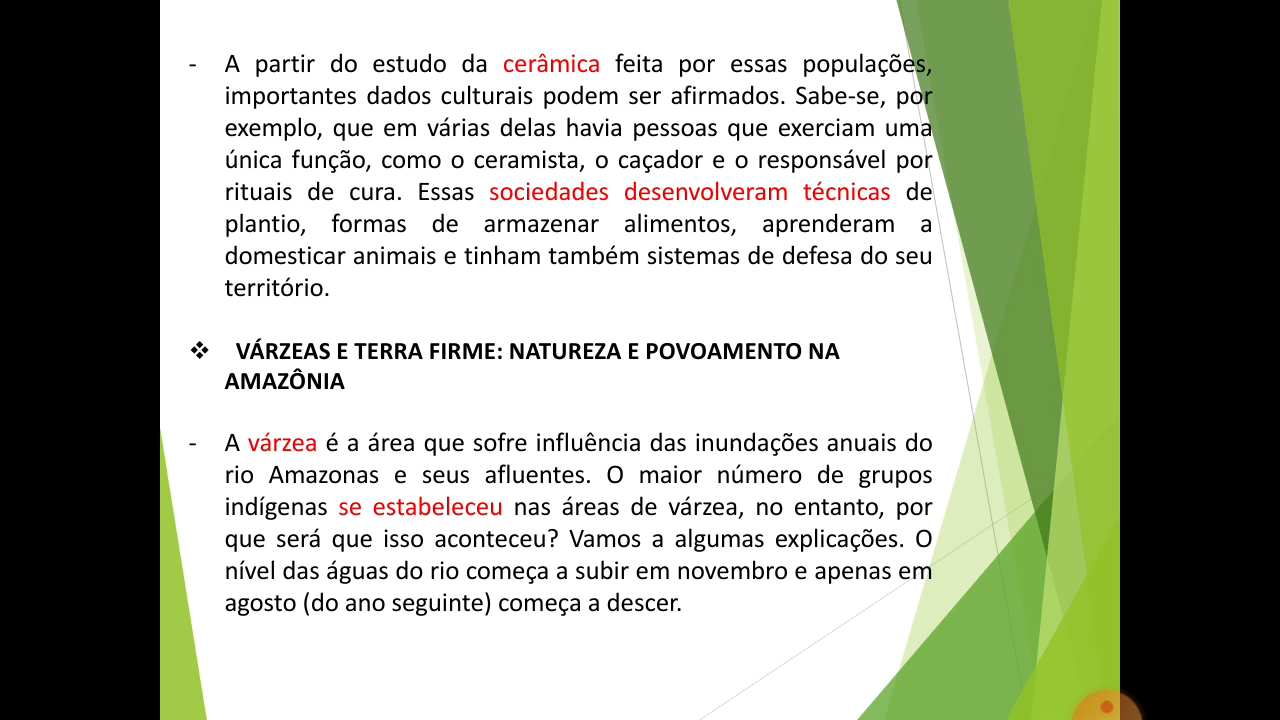 - A partir do estudo da cerâmica feita por essas populações,
importantes dados culturais podem ser afirmados. Sabe-se, por
exemplo, que em várias delas havia pessoas que exerciam uma
única função, como o ceramista, o caçador e o responsável por
rituais de cura. Essas sociedades desenvolveram técnicas de
plantio, formas de armazenar alimentos, aprenderam a
domesticar animais e tinham também sistemas de defesa do seu
território.
❖ VÁRZEAS E TERRA FIRME: NATUREZA E POVOAMENTO NA
AMAZÔNIA
- A várzea é a área que sofre influência das inundações anuais do
rio Amazonas e seus afluentes. O maior número de grupos
indígenas se estabeleceu nas áreas de várzea, no entanto, por
que será que isso aconteceu? Vamos a algumas explicações. O
nível das águas do rio começa a subir em novembro e apenas em
agosto (do ano seguinte) começa a descer.